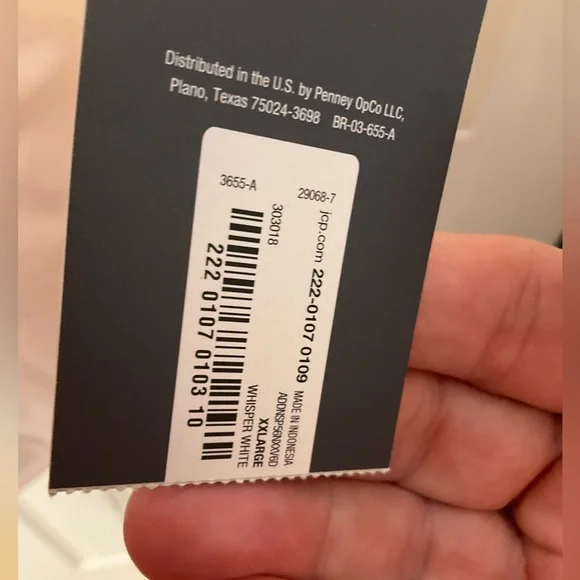 Distributed in the U.S. by Penney OpCo LLC,
Plano, Texas 75024-3698 BR-03-655-A
3655-A
29068-7
jcp.com 222-0107 0109
303018
222 0107 0103 10
MADE IN INDONESIA
ADDNSP56NXXV6D
XXLARGE
WHISPER WHITE